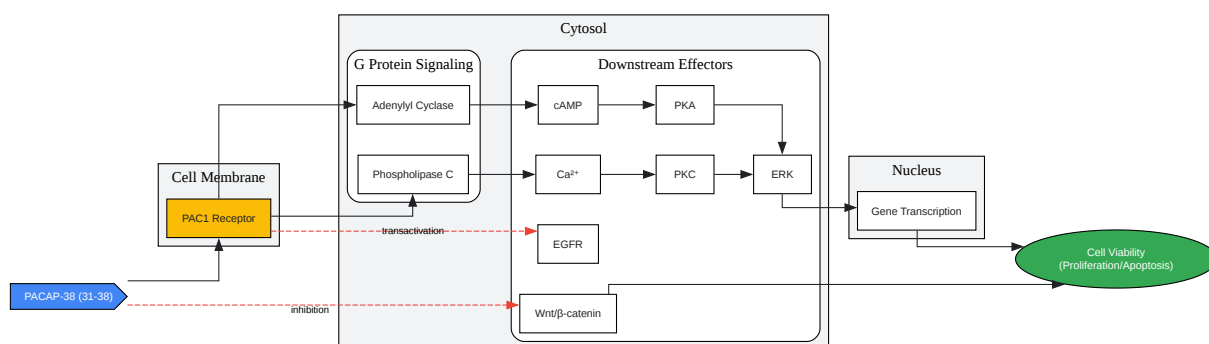 Cytosol
G Protein Signaling
Downstream Effectors
Adenylyl Cyclase
cAMP
PKA
Cell Membrane
Phospholipase C
Ca²⁺
PKC
ERK
Nucleus
PAC1 Receptor
Gene Transcription
transactivation
EGFR
Cell Viability
(Proliferation/Apoptosis)
PACAP-38 (31-38)
inhibition
Wnt/β-catenin